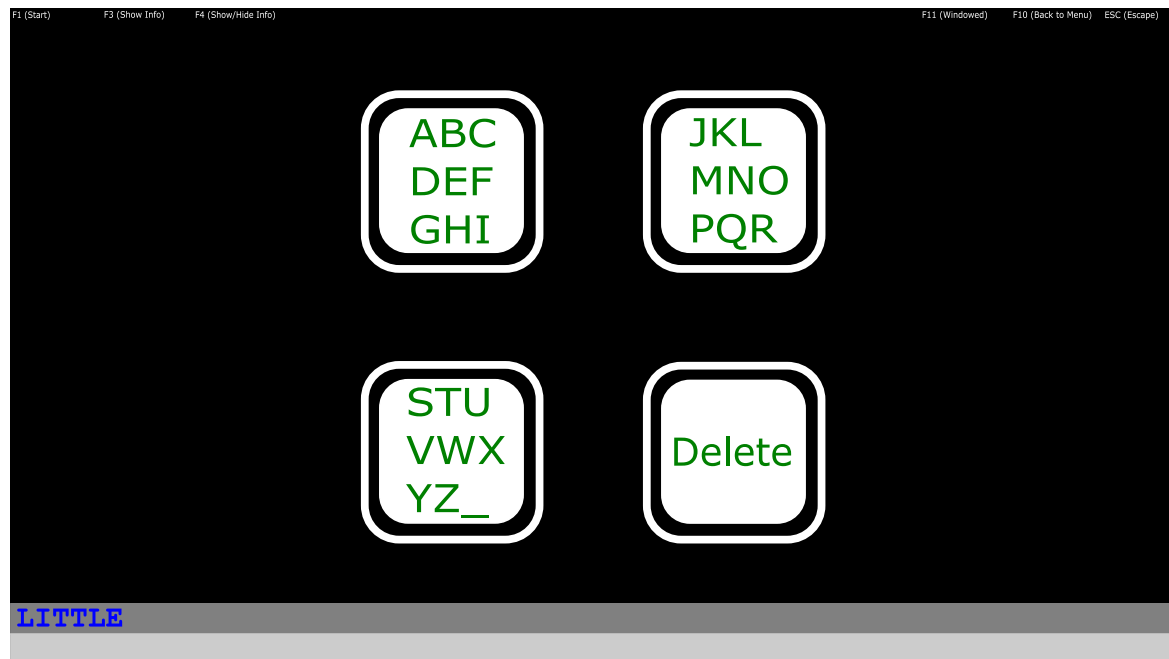 F1 (Start) F3 (Show Info) F4 (Show/Hide Info) F11 (Windowed) F10 (Back to Menu) ESC (Escape)
ABC
DEF
GHI
JKL
MNO
PQR
STU
VWX
YZ_
Delete
LITTLE